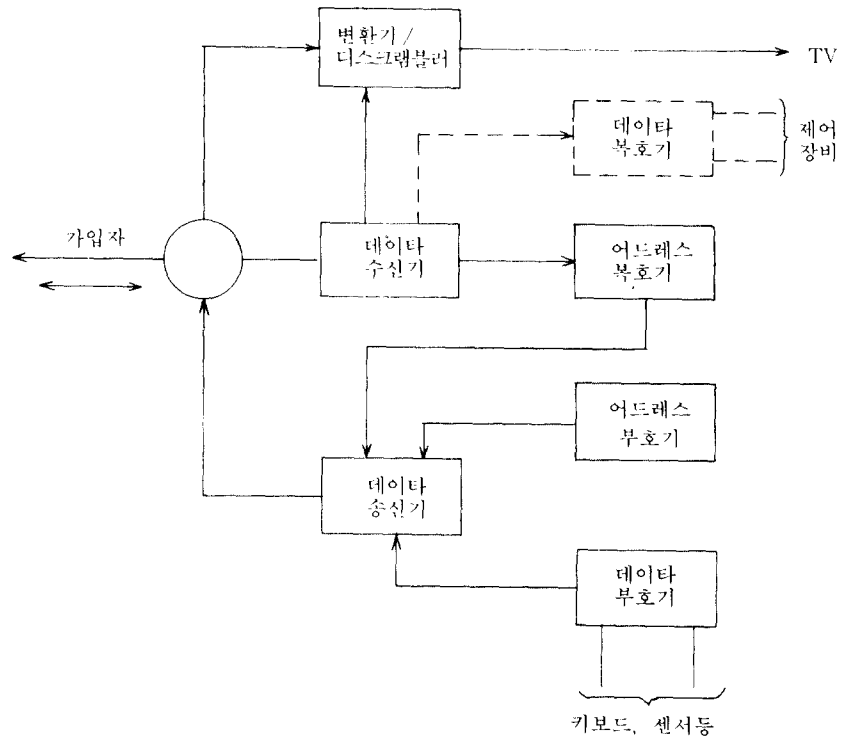 변환기 /
디스크램블러
TV
데이타
복호기
제어
장비
가입자
데이타
수신기
어드레스
복호기
어드레스
부호기
데이타
송신기
데이타
부호기
키보드, 센서등